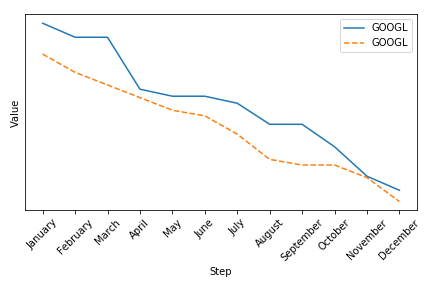 GOOGL
GOOGL
Value
January
February
March
April
May
June
July
August
September
October
November
December
Step